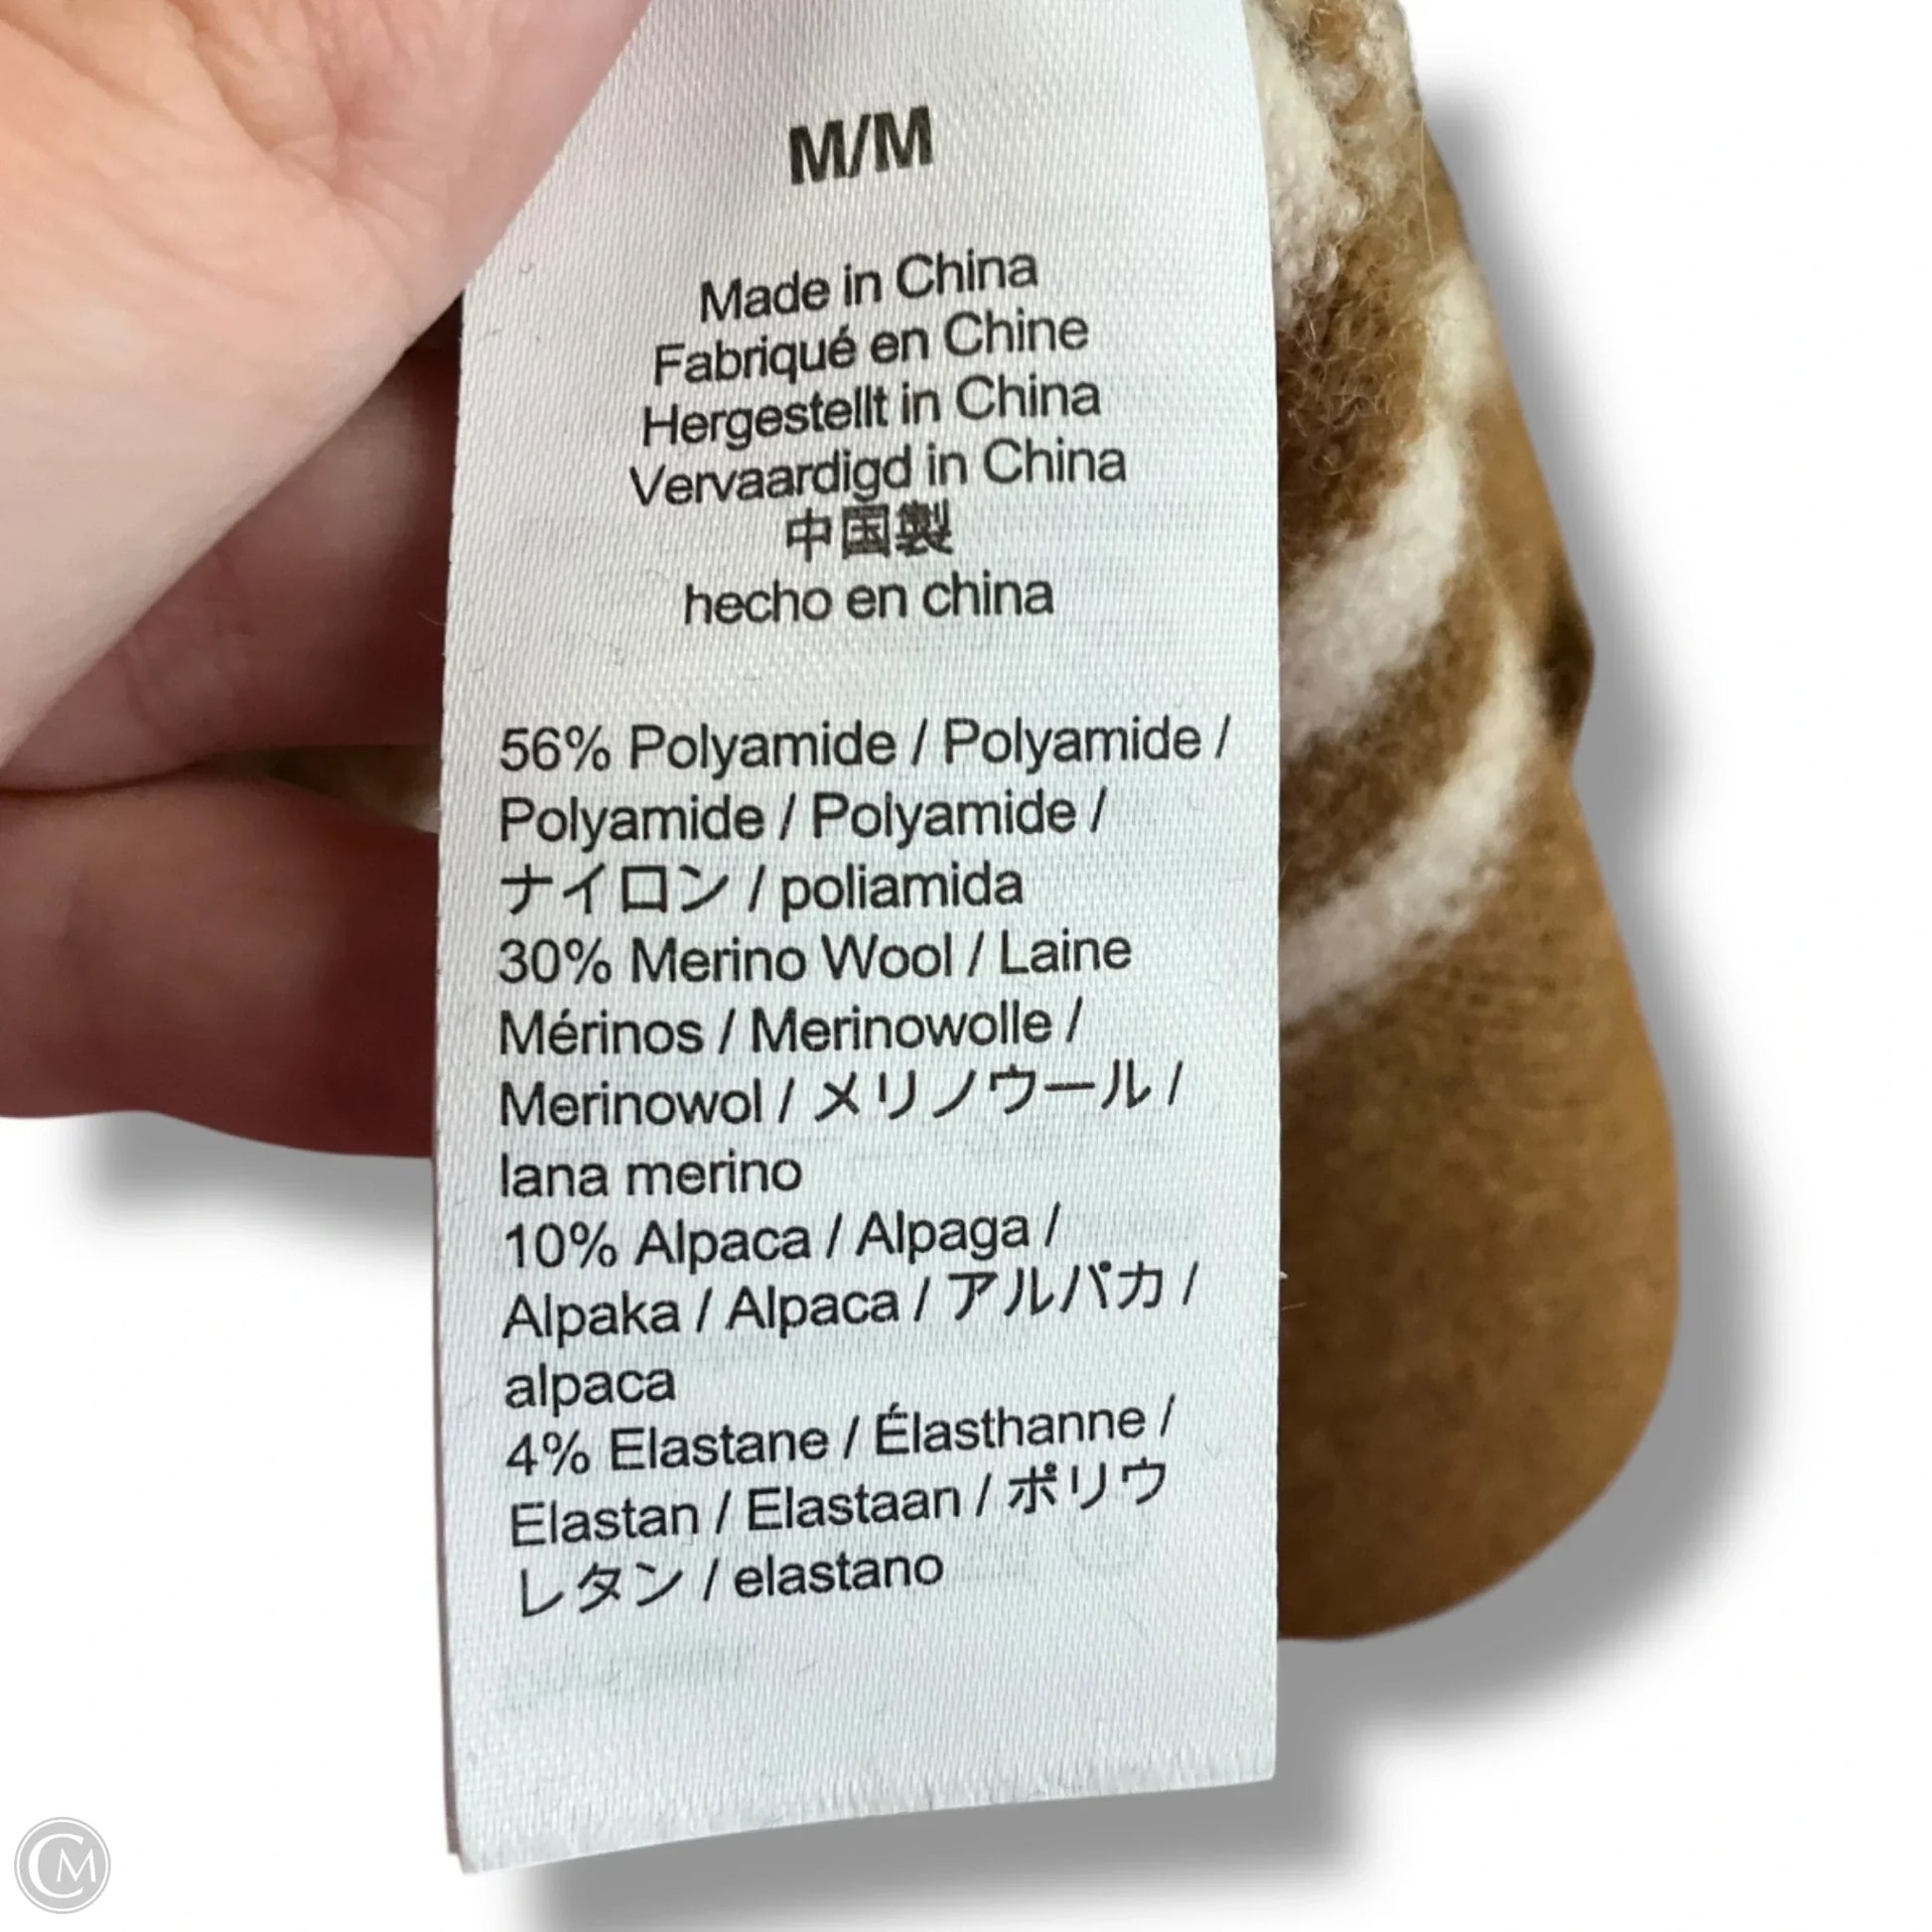 M/M
Made in China
Fabriqué en Chine
Hergestellt in China
Vervaardigd in China
中国製
hecho en china
56% Polyamide / Polyamide /
Polyamide / Polyamide /
ナイロン / poliamida
30% Merino Wool / Laine
Mérinos / Merinowolle /
Merinowol / メリノウール /
lana merino
10% Alpaca / Alpaga /
Alpaka / Alpaca / アルパカ /
alpaca
4% Elastane / Élasthanne /
Elastan / Elastaan / ポリウ
レタン / elastano
CM